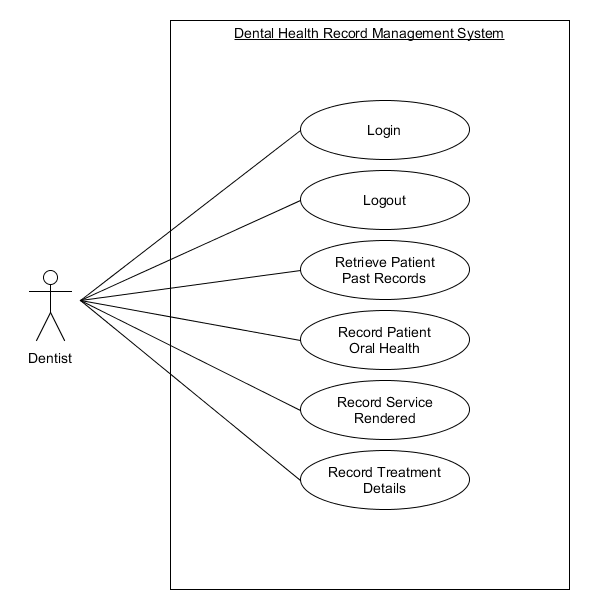 Dental Health Record Management System
Login
Logout
Retrieve Patient
Past Records
Record Patient
Oral Health
Dentist
Record Service
Rendered
Record Treatment
Details